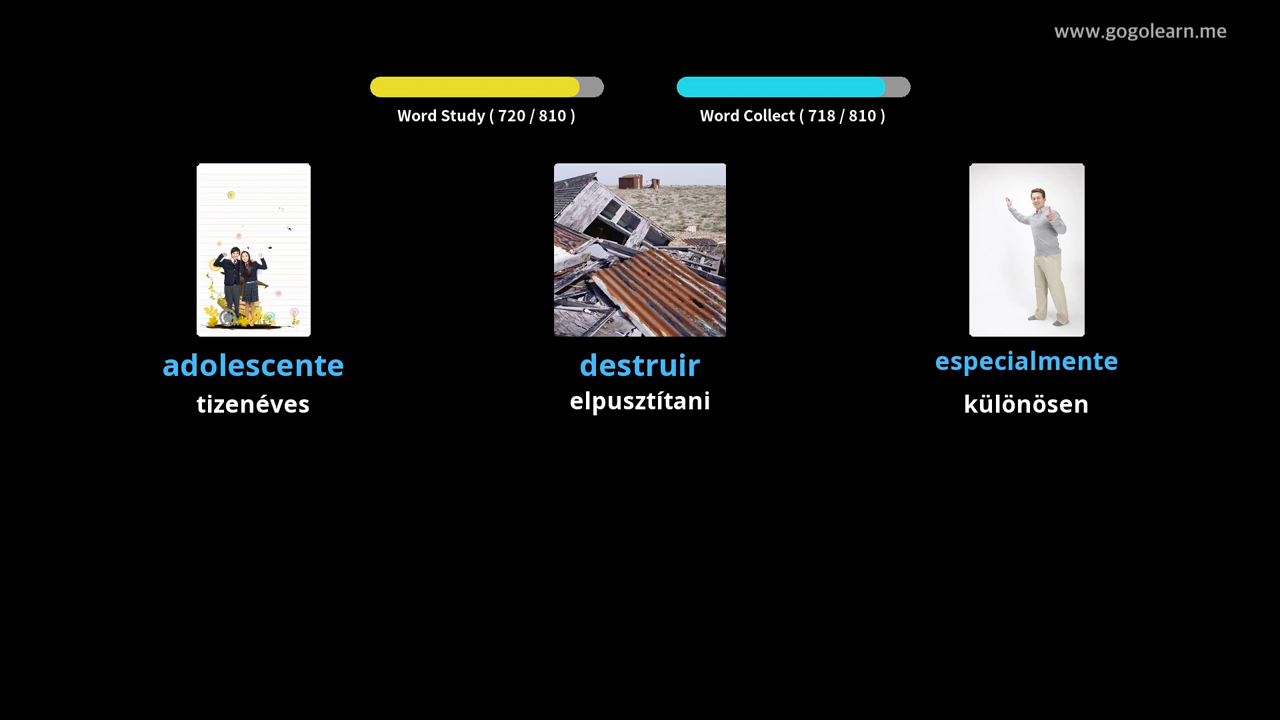 www.gogolearn.me
Word Study ( 720 / 810 )
Word Collect ( 718 / 810 )
adolescente
tizenéves
destruir
elpusztítani
especialmente
különösen